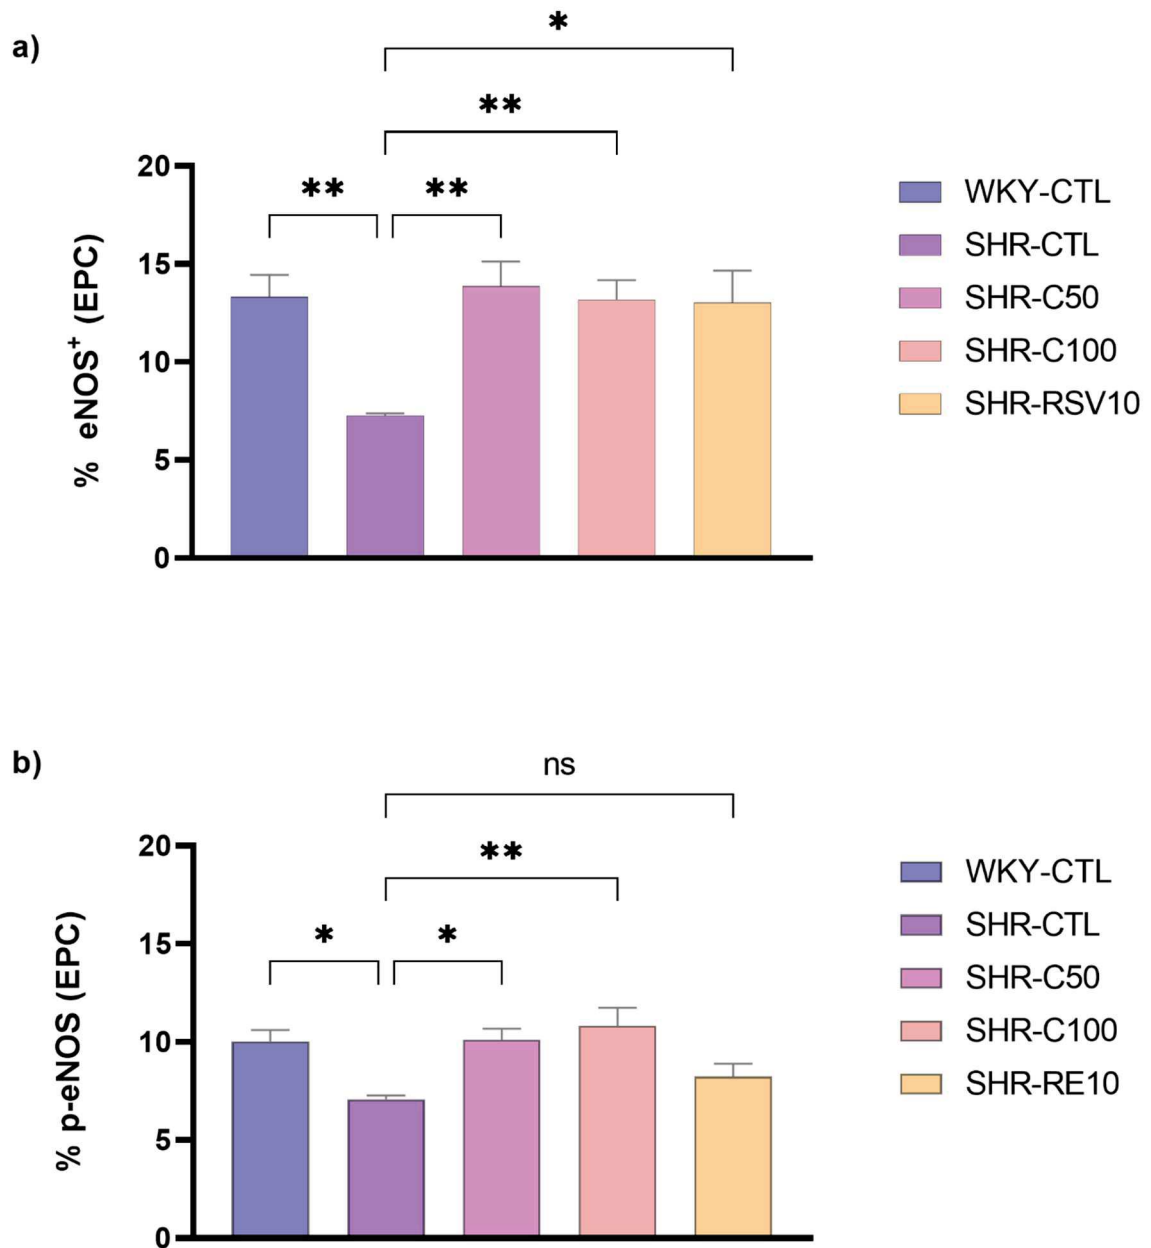 a)
*
**
** **
20
15
10
5
0
% eNOS⁺ (EPC)
WKY-CTL
SHR-CTL
SHR-C50
SHR-C100
SHR-RSV10
b)
ns
**
* *
20
15
10
5
0
% p-eNOS (EPC)
WKY-CTL
SHR-CTL
SHR-C50
SHR-C100
SHR-RE10